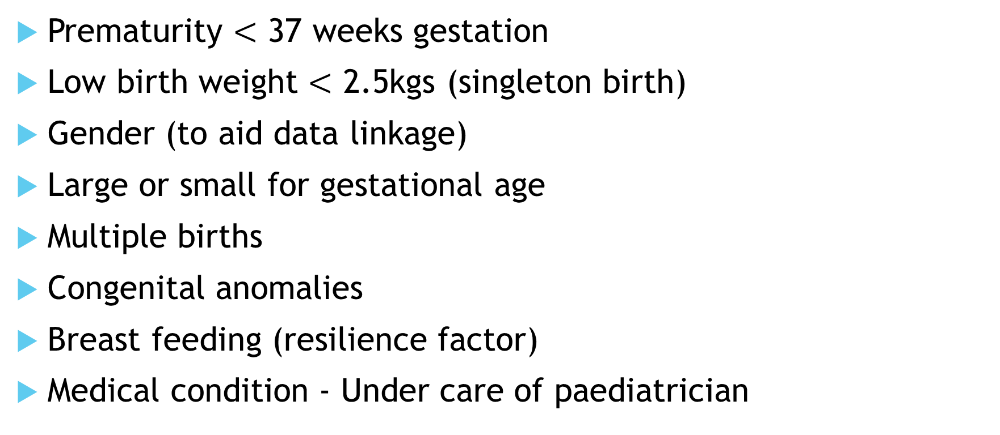 Prematurity < 37 weeks gestation
Low birth weight < 2.5kgs (singleton birth)
Gender (to aid data linkage)
Large or small for gestational age
Multiple births
Congenital anomalies
Breast feeding (resilience factor)
Medical condition - Under care of paediatrician